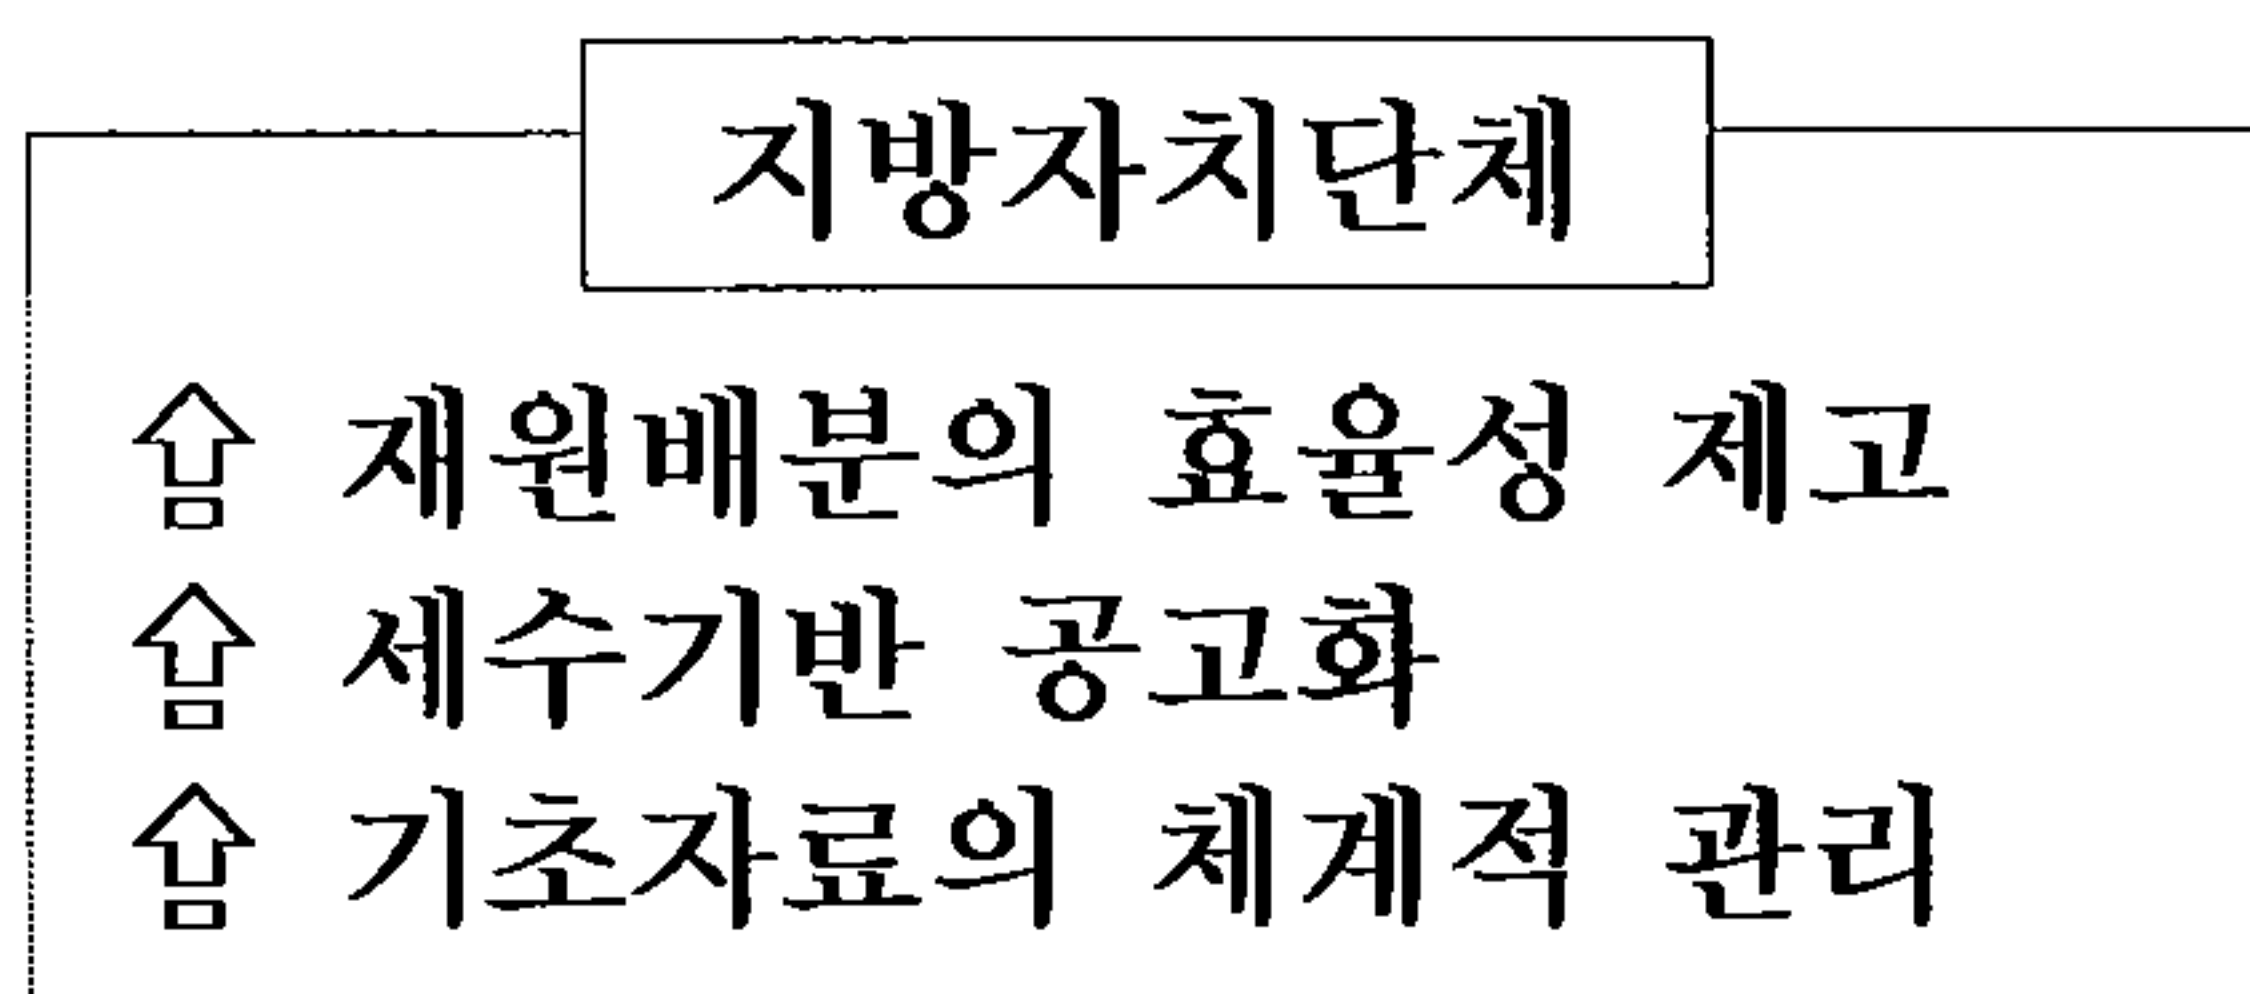 지방자치단체
⇪ 재원배분의 효율성 제고
⇪ 세수기반 공고화
⇪ 기초자료의 체계적 관리